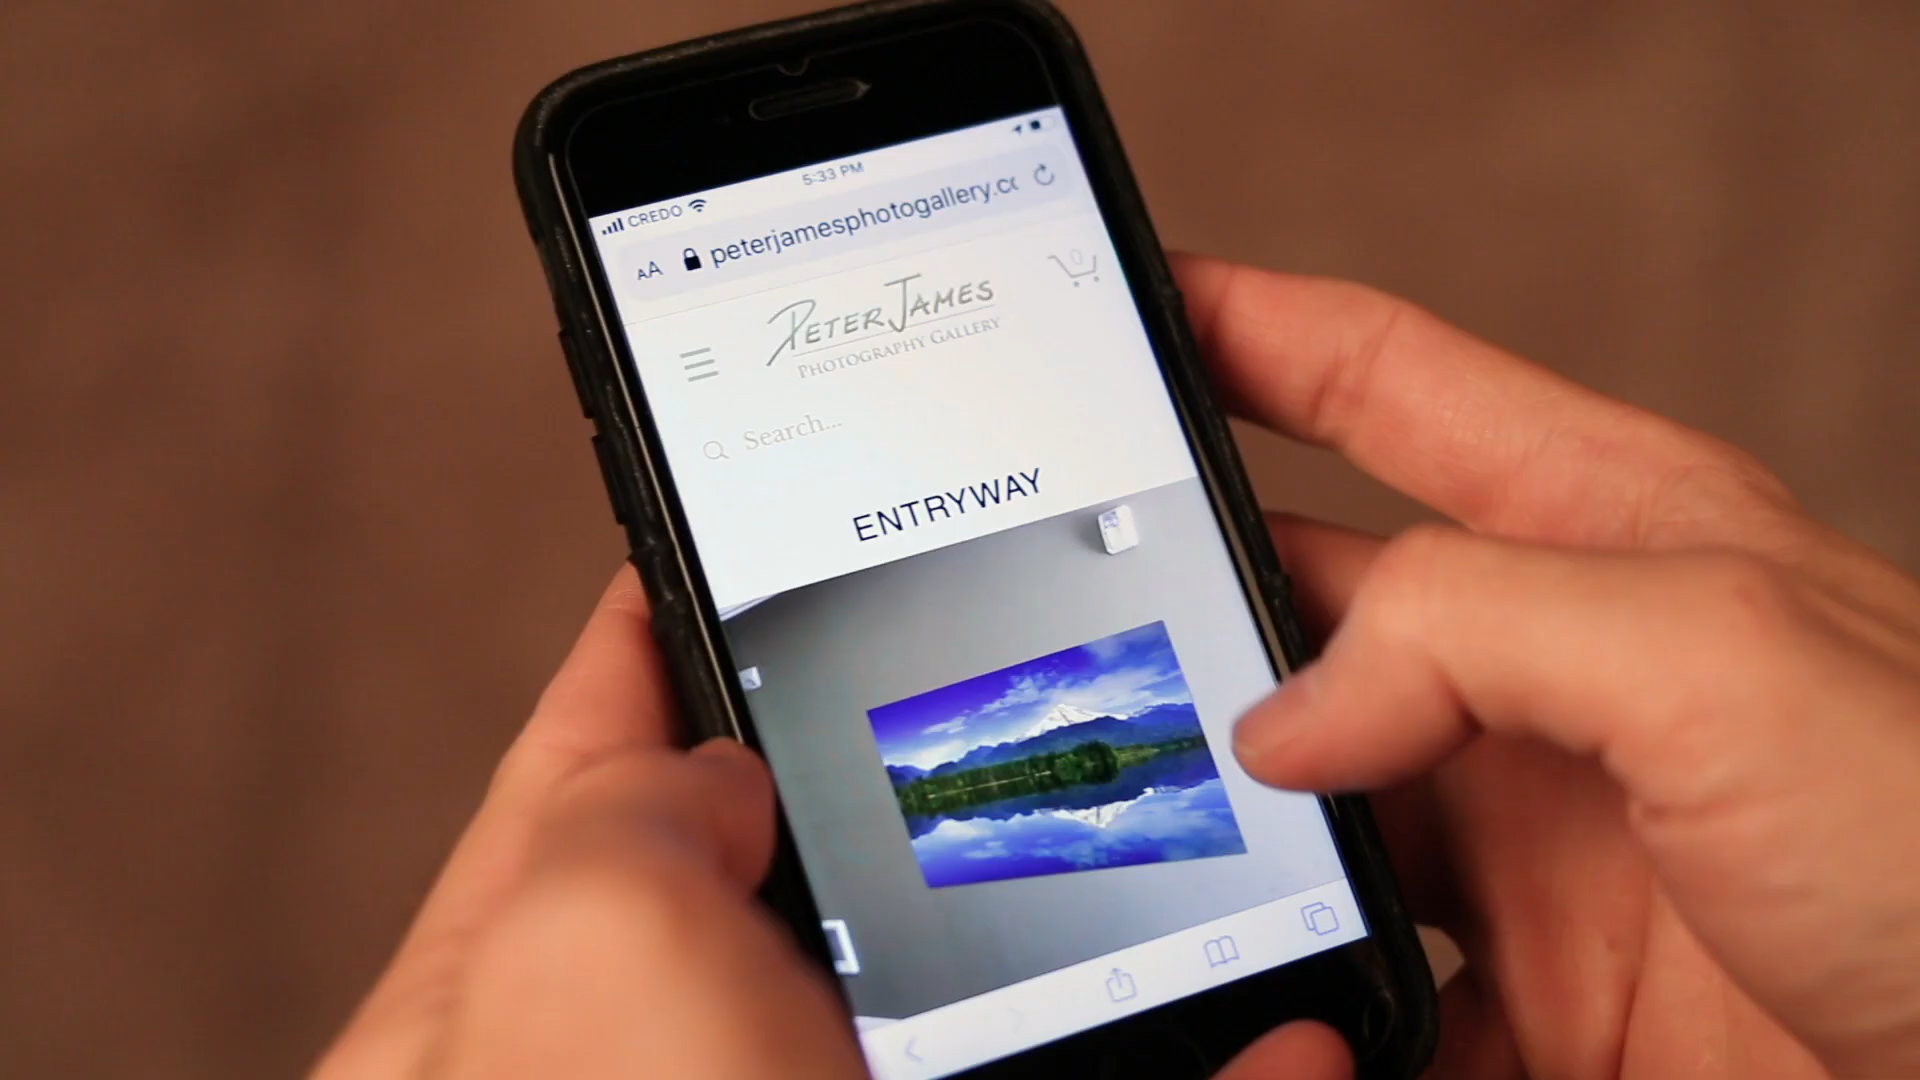 5:33 PM
CREDO
AA peterjamesphotogallery.co
0
PETER JAMES
PHOTOGRAPHY GALLERY
Search...
ENTRYWAY